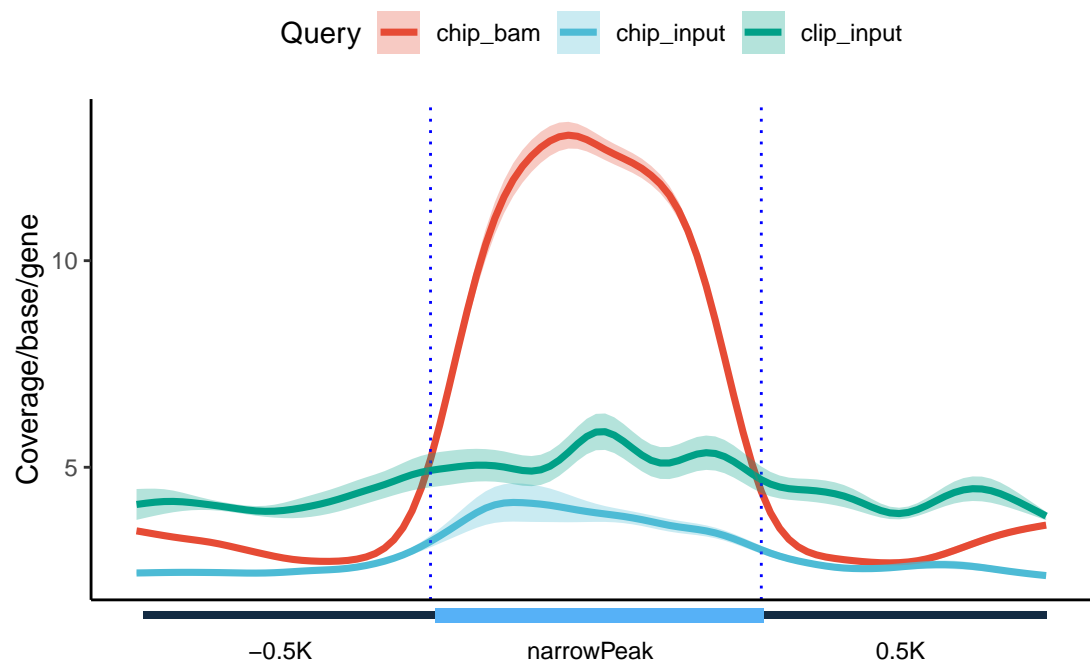 Query chip_bam chip_input clip_input
Coverage/base/gene
10
5
−0.5K narrowPeak 0.5K